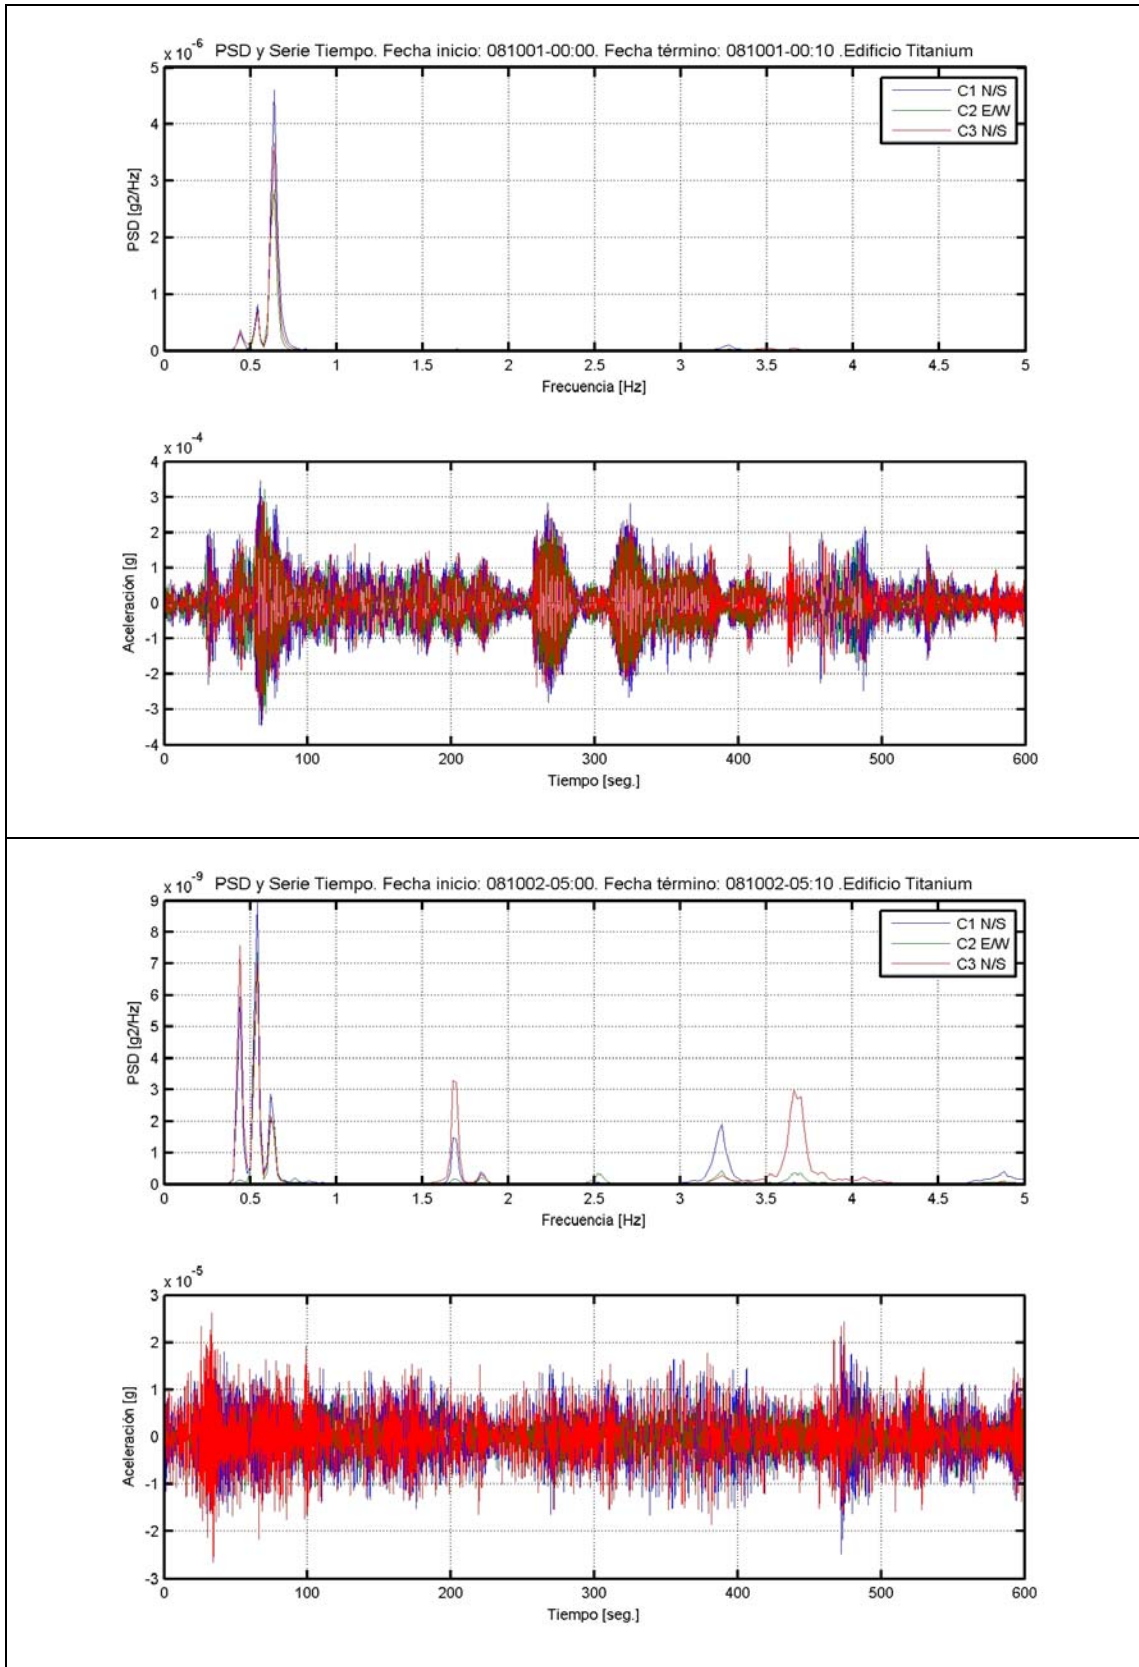 x 10-6
PSD y Serie Tiempo. Fecha inicio: 081001-00:00. Fecha término: 081001-00:10 .Edificio Titanium
5
4
3
2
1
0
PSD [g2/Hz]
C1 N/S
C2 E/W
C3 N/S
0 0.5 1 1.5 2 2.5 3 3.5 4 4.5 5
Frecuencia [Hz]
x 10-4
4
3
2
1
0
-1
-2
-3
-4
Aceleración [g]
0 100 200 300 400 500 600
Tiempo [seg.]
x 10-9
PSD y Serie Tiempo. Fecha inicio: 081002-05:00. Fecha término: 081002-05:10 .Edificio Titanium
9
8
7
6
5
4
3
2
1
0
PSD [g2/Hz]
C1 N/S
C2 E/W
C3 N/S
0 0.5 1 1.5 2 2.5 3 3.5 4 4.5 5
Frecuencia [Hz]
x 10-5
3
2
1
0
-1
-2
-3
Aceleración [g]
0 100 200 300 400 500 600
Tiempo [seg.]